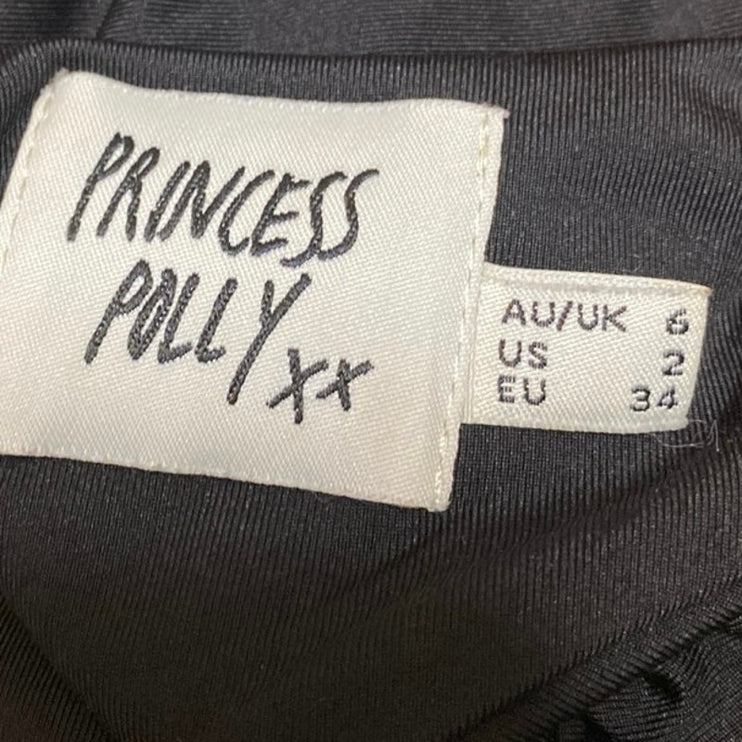 PRINCESS
POLLY
xx
AU/UK 6
US 2
EU 34